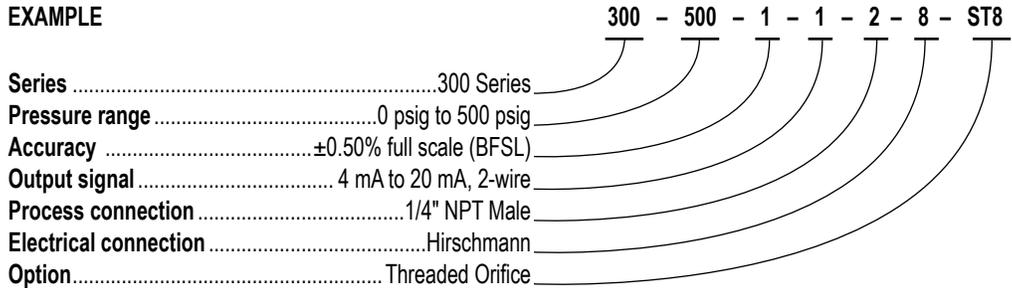 EXAMPLE 300 – 500 – 1 – 1 – 2 – 8 – ST8
Series ................................................................ 300 Series
Pressure range ....................................... 0 psig to 500 psig
Accuracy .................................... ±0.50% full scale (BFSL)
Output signal .................................. 4 mA to 20 mA, 2-wire
Process connection .................................... 1/4" NPT Male
Electrical connection ...................................... Hirschmann
Option ...................................................... Threaded Orifice